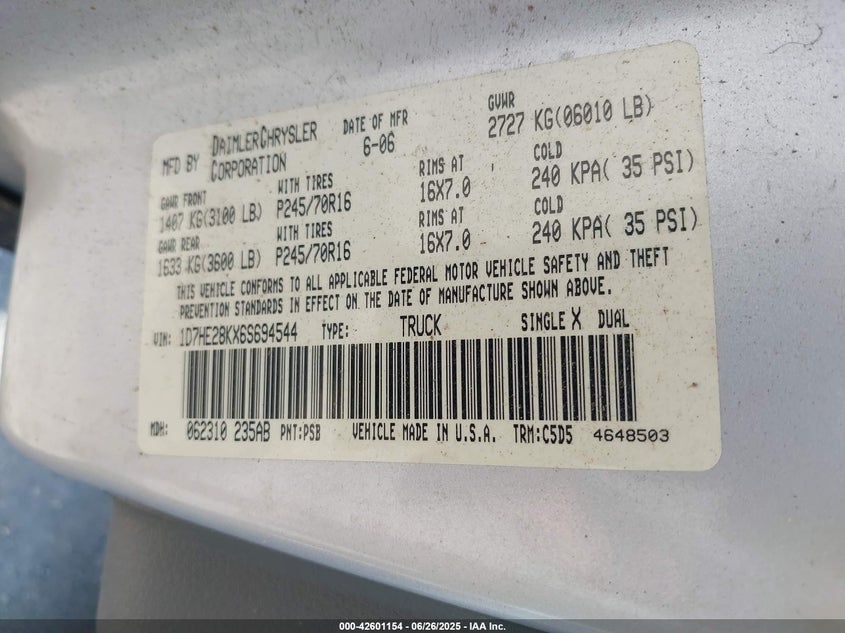 MFD BY DAIMLERCHRYSLER CORPORATION DATE OF MFR 6-06 GVWR 2727 KG(06010 LB)
GAWR FRONT 1407 KG(3100 LB) WITH TIRES P245/70R16 RIMS AT 16X7.0 COLD 240 KPA( 35 PSI)
GAWR REAR 1633 KG(3600 LB) WITH TIRES P245/70R16 RIMS AT 16X7.0 COLD 240 KPA( 35 PSI)
THIS VEHICLE CONFORMS TO ALL APPLICABLE FEDERAL MOTOR VEHICLE SAFETY AND THEFT
PREVENTION STANDARDS IN EFFECT ON THE DATE OF MANUFACTURE SHOWN ABOVE.
VIN: 1D7HE28KX6S694544 TYPE: TRUCK SINGLE X DUAL
MDH: 062310 235AB PNT:PSB VEHICLE MADE IN U.S.A. TRM:C5D5 4648503
000-42601154 / 06/26/2025 - IAA Inc.